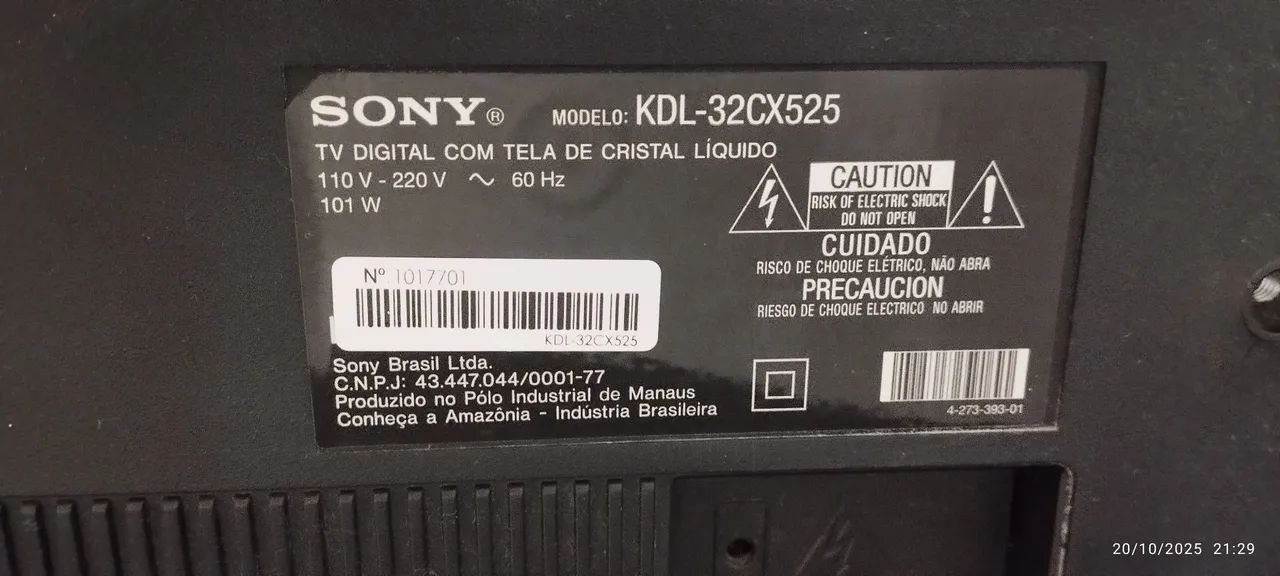 SONY® MODELO: KDL-32CX525
TV DIGITAL COM TELA DE CRISTAL LÍQUIDO
110 V - 220 V ~ 60 Hz
101 W
CAUTION
RISK OF ELECTRIC SHOCK
DO NOT OPEN
CUIDADO
RISCO DE CHOQUE ELÉTRICO, NÃO ABRA
PRECAUCION
RIESGO DE CHOQUE ELECTRICO NO ABRIR
Nº 1017701
KDL-32CX525
Sony Brasil Ltda.
C.N.P.J: 43.447.044/0001-77
Produzido no Pólo Industrial de Manaus
Conheça a Amazônia - Indústria Brasileira
4-273-393-01
20/10/2025 21:29